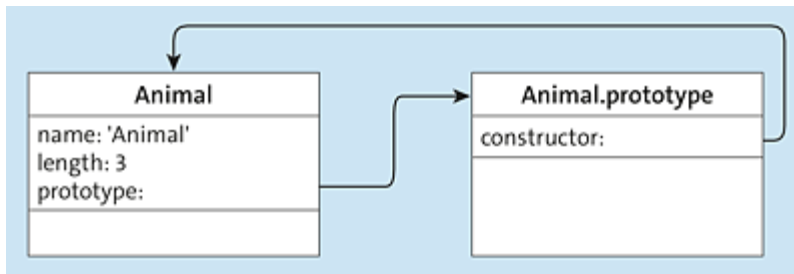 Animal
name: 'Animal'
length: 3
prototype:
Animal.prototype
constructor: